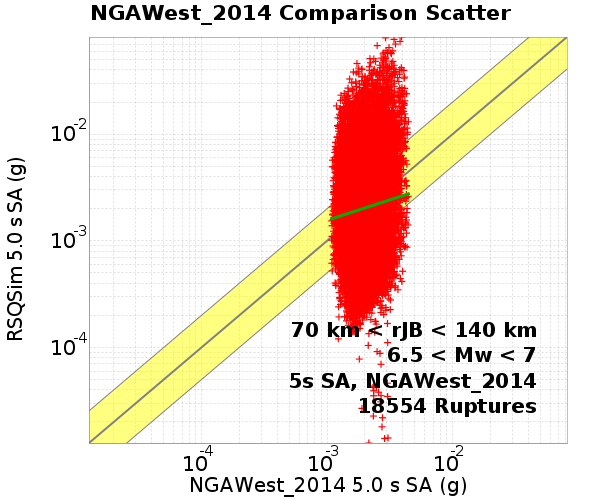 NGAWest_2014 Comparison Scatter
RSQSim 5.0 s SA (g)
10-2
10-3
10-4
70 km < rJB < 140 km
6.5 < Mw < 7
5s SA, NGAWest_2014
18554 Ruptures
10-4 10-3 10-2
NGAWest_2014 5.0 s SA (g)